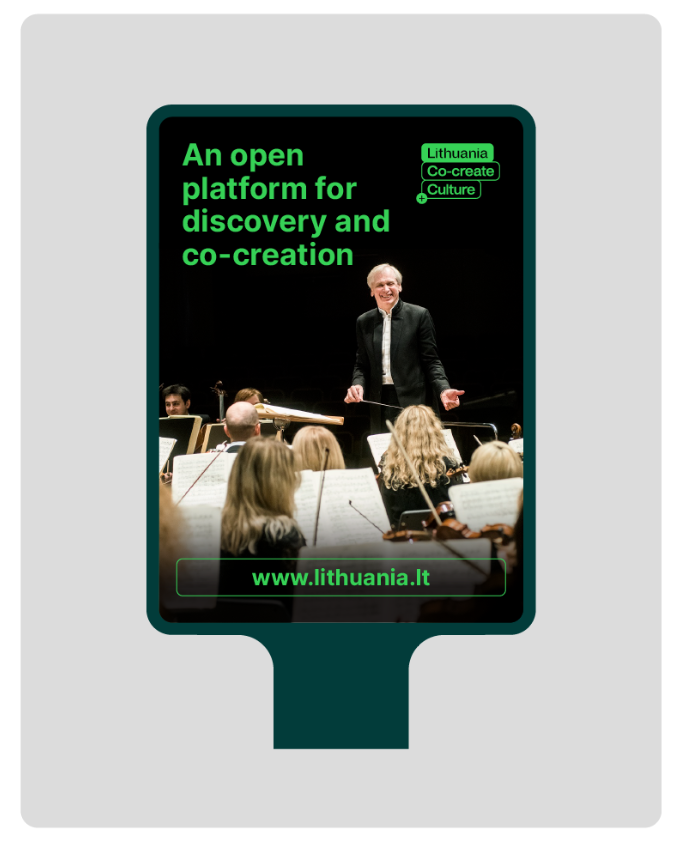 An open
platform for
discovery and
co-creation
Lithuania
Co-create
Culture
+
www.lithuania.lt